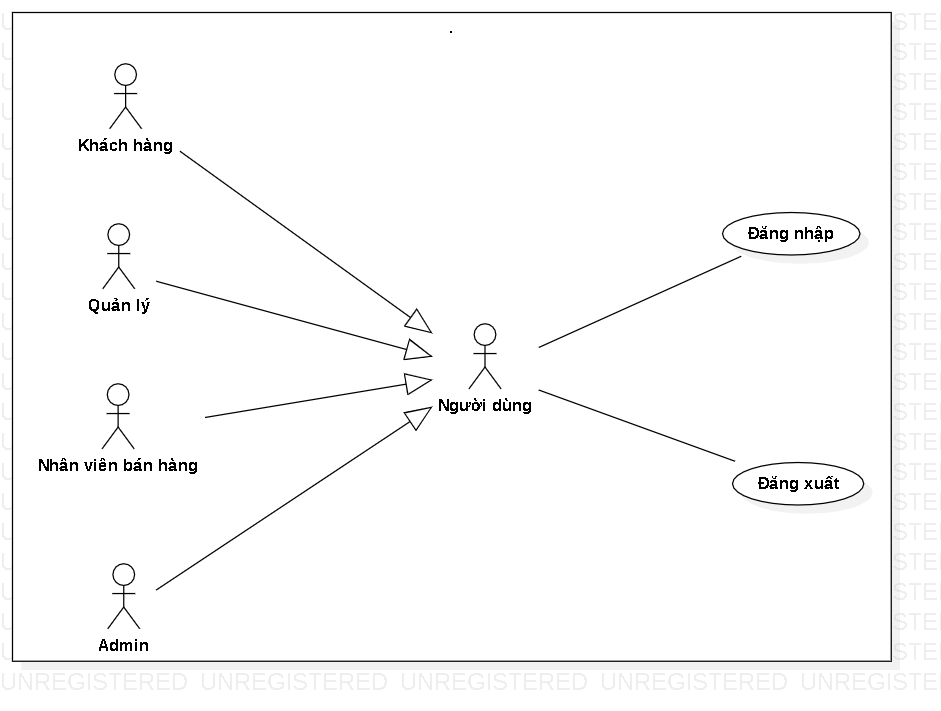 .
Khách hàng
Quản lý
Nhân viên bán hàng
Admin
Người dùng
Đăng nhập
Đăng xuất
UNREGISTERED UNREGISTERED UNREGISTERED UNREGISTERED